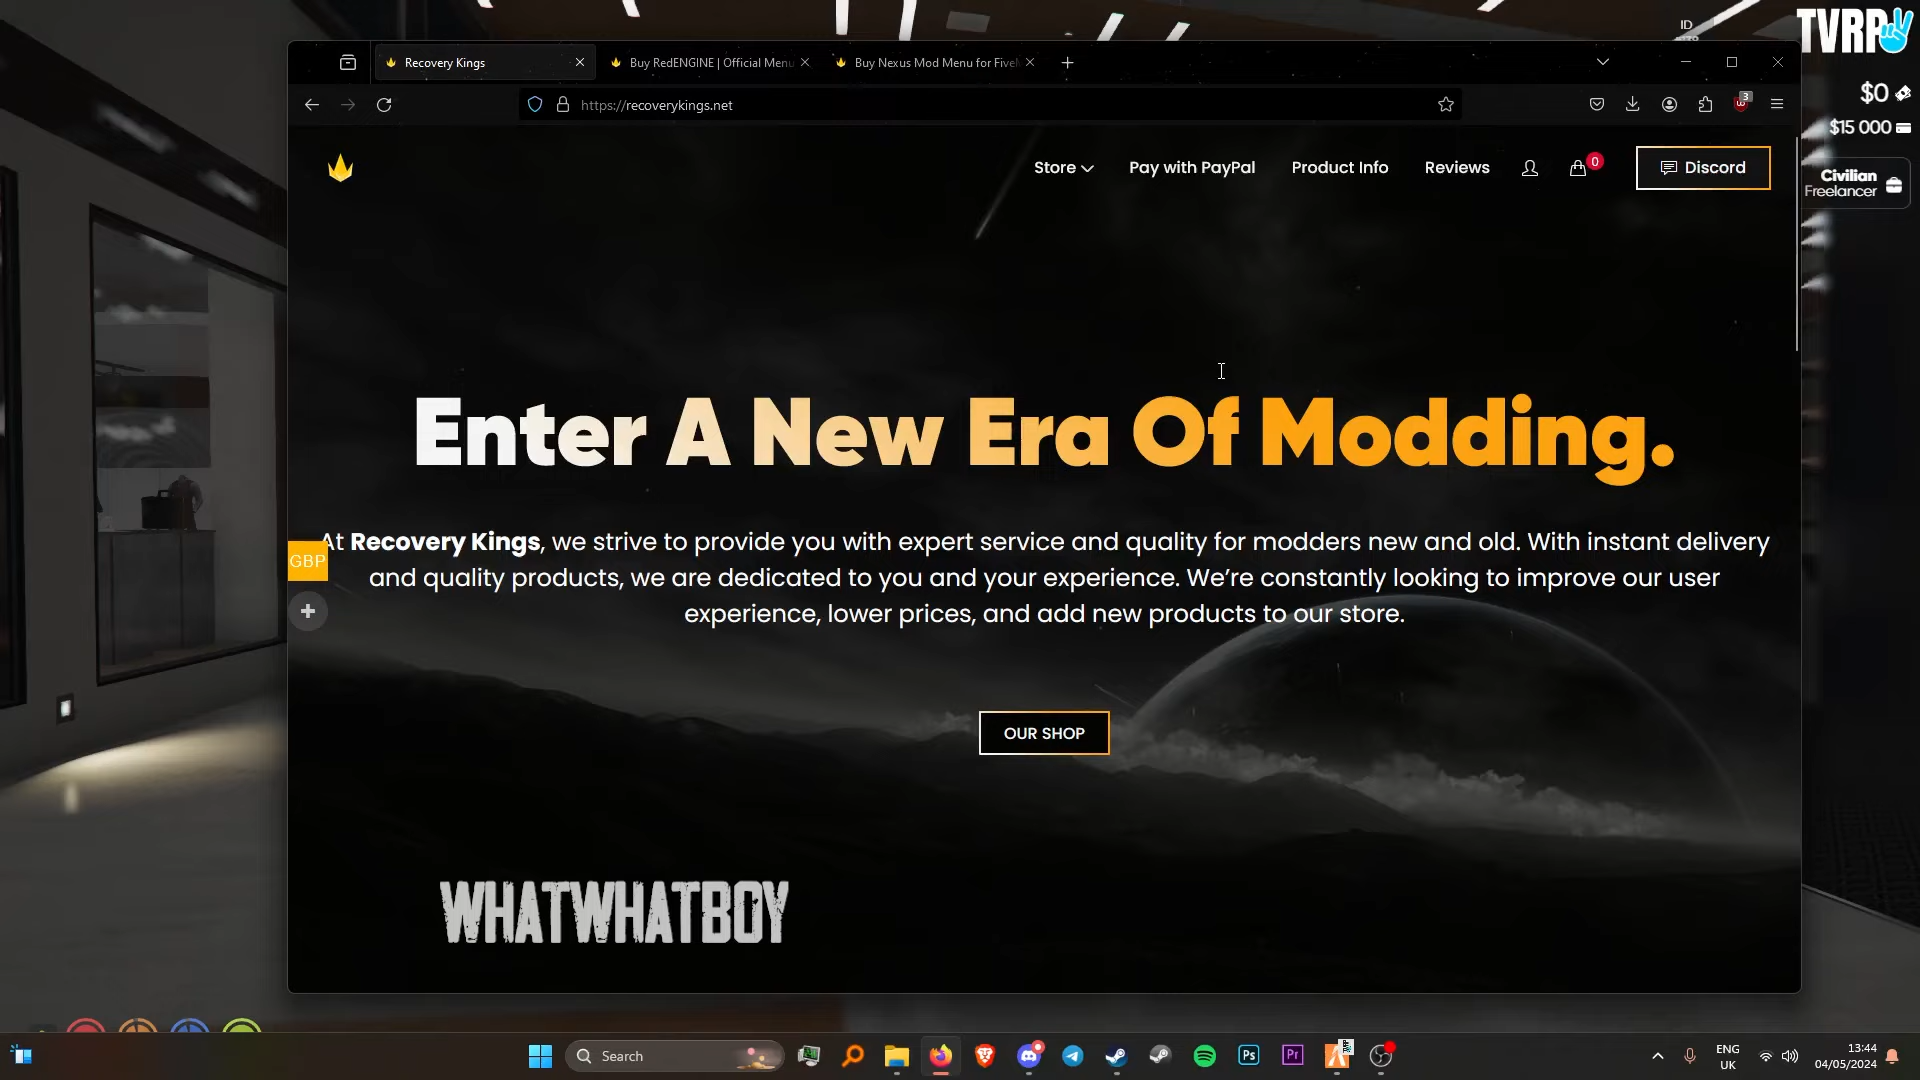 ID
TVRP
Recovery Kings
Buy RedENGINE | Official Menu
Buy Nexus Mod Menu for FiveM
https://recoverykings.net
3
$0
$15 000
Store
Pay with PayPal
Product Info
Reviews
0
Discord
Civilian
Freelancer
Enter A New Era Of Modding.
At Recovery Kings, we strive to provide you with expert service and quality for modders new and old. With instant delivery
and quality products, we are dedicated to you and your experience. We’re constantly looking to improve our user
experience, lower prices, and add new products to our store.
GBP
OUR SHOP
WHATWHATBOY
Search
Ps
Pr
ENG
UK
13:44
04/05/2024